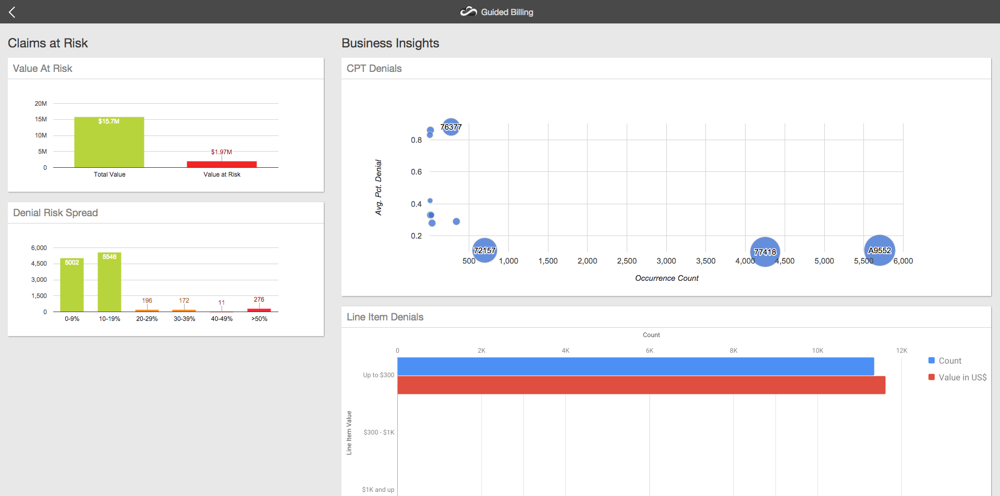 Guided Billing
Claims at Risk
Value At Risk
20M
15M
10M
5M
0
$15.7M
$1.97M
Total Value
Value at Risk
Denial Risk Spread
6,000
4,500
3,000
1,500
0
5002
5546
196
172
11
276
0-9%
10-19%
20-29%
30-39%
40-49%
>50%
Business Insights
CPT Denials
Avg. Pct. Denial
0.8
0.6
0.4
0.2
76377
72157
77418
A9552
500
1,000
1,500
2,000
2,500
3,000
3,500
4,000
4,500
5,000
5,500
6,000
Occurrence Count
Line Item Denials
Count
0
2K
4K
6K
8K
10K
12K
Line Item Value
Up to $300
$300 - $1K
$1K and up
Count
Value in US$